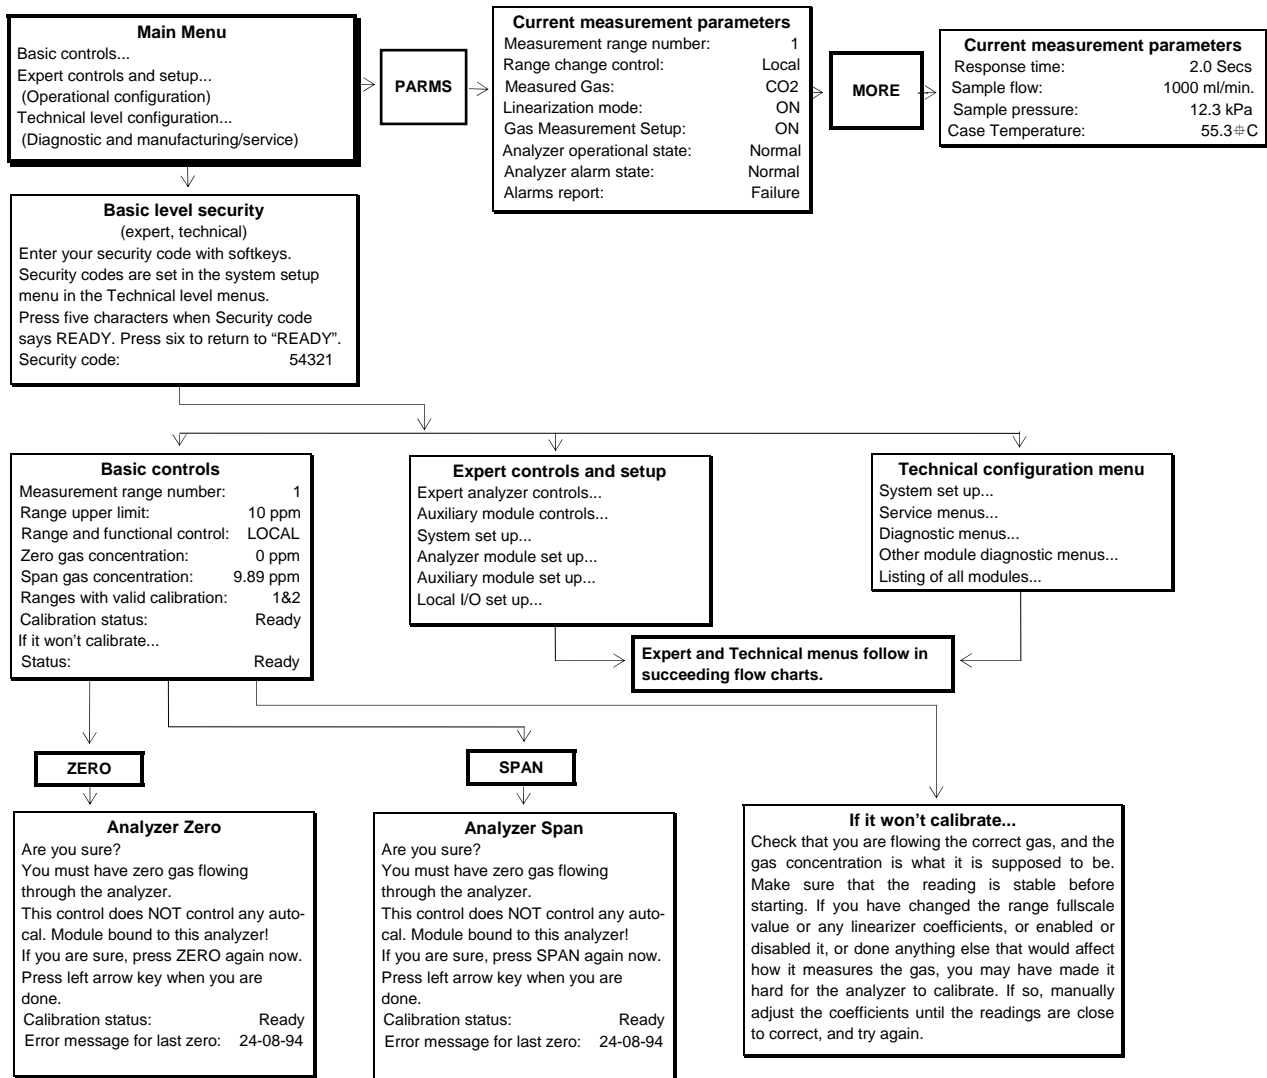 Main Menu
Basic controls...
Expert controls and setup...
(Operational configuration)
Technical level configuration...
(Diagnostic and manufacturing/service)
PARMS
Current measurement parameters
Measurement range number: 1
Range change control: Local
Measured Gas: CO2
Linearization mode: ON
Gas Measurement Setup: ON
Analyzer operational state: Normal
Analyzer alarm state: Normal
Alarms report: Failure
MORE
Current measurement parameters
Response time: 2.0 Secs
Sample flow: 1000 ml/min.
Sample pressure: 12.3 kPa
Case Temperature: 55.3⌖C
Basic level security
(expert, technical)
Enter your security code with softkeys.
Security codes are set in the system setup
menu in the Technical level menus.
Press five characters when Security code
says READY. Press six to return to “READY”.
Security code: 54321
Basic controls
Measurement range number: 1
Range upper limit: 10 ppm
Range and functional control: LOCAL
Zero gas concentration: 0 ppm
Span gas concentration: 9.89 ppm
Ranges with valid calibration: 1&2
Calibration status: Ready
If it won’t calibrate...
Status: Ready
Expert controls and setup
Expert analyzer controls...
Auxiliary module controls...
System set up...
Analyzer module set up...
Auxiliary module set up...
Local I/O set up...
Technical configuration menu
System set up...
Service menus...
Diagnostic menus...
Other module diagnostic menus...
Listing of all modules...
Expert and Technical menus follow in
succeeding flow charts.
ZERO
SPAN
Analyzer Zero
Are you sure?
You must have zero gas flowing
through the analyzer.
This control does NOT control any auto-
cal. Module bound to this analyzer!
If you are sure, press ZERO again now.
Press left arrow key when you are
done.
Calibration status: Ready
Error message for last zero: 24-08-94
Analyzer Span
Are you sure?
You must have zero gas flowing
through the analyzer.
This control does NOT control any auto-
cal. Module bound to this analyzer!
If you are sure, press SPAN again now.
Press left arrow key when you are
done.
Calibration status: Ready
Error message for last zero: 24-08-94
If it won’t calibrate...
Check that you are flowing the correct gas, and the
gas concentration is what it is supposed to be.
Make sure that the reading is stable before
starting. If you have changed the range fullscale
value or any linearizer coefficients, or enabled or
disabled it, or done anything else that would affect
how it measures the gas, you may have made it
hard for the analyzer to calibrate. If so, manually
adjust the coefficients until the readings are close
to correct, and try again.